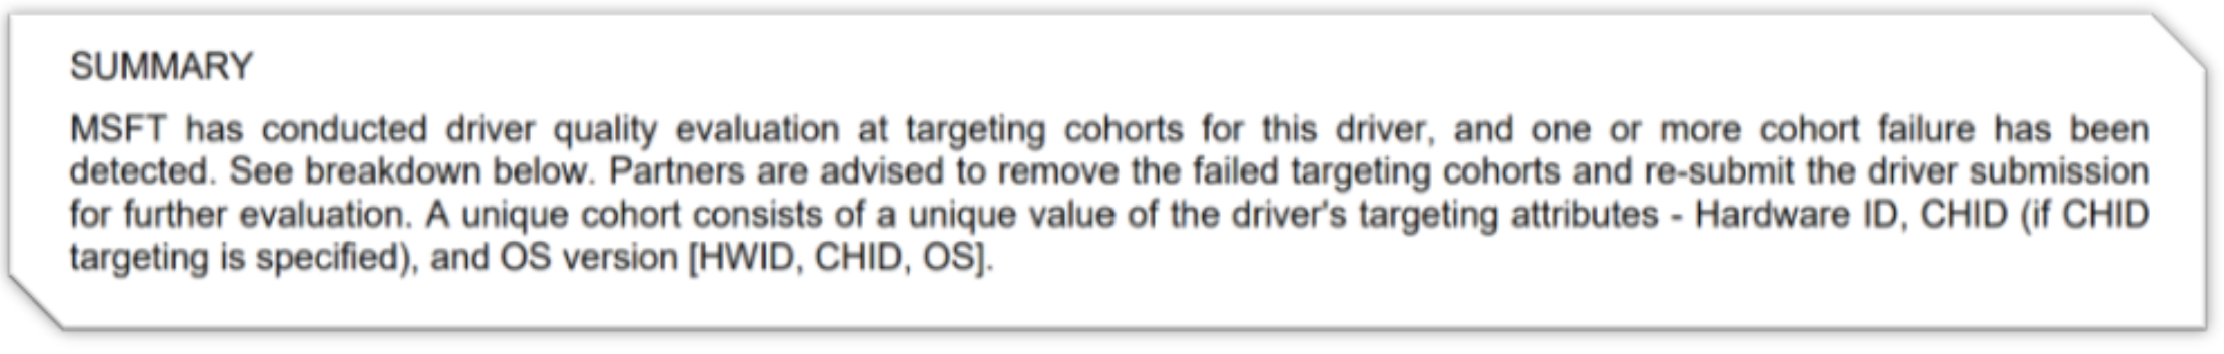 SUMMARY
MSFT has conducted driver quality evaluation at targeting cohorts for this driver, and one or more cohort failure has been
detected. See breakdown below. Partners are advised to remove the failed targeting cohorts and re-submit the driver submission
for further evaluation. A unique cohort consists of a unique value of the driver's targeting attributes - Hardware ID, CHID (if CHID
targeting is specified), and OS version [HWID, CHID, OS].